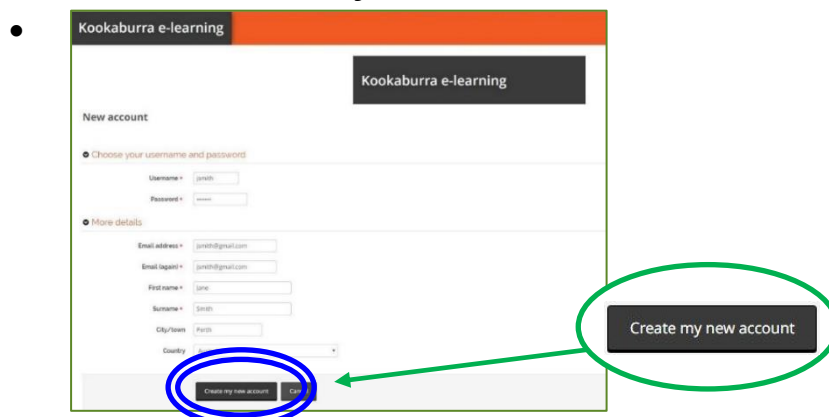 Kookaburra e-learning
Kookaburra e-learning
New account
Choose your username and password
Username *
jsmith
Password *
More details
Email address *
jsmith@gmail.com
Email (again) *
jsmith@gmail.com
First name *
Jane
Surname *
Smith
City/town
Perth
Country
Create my new account
Create my new account